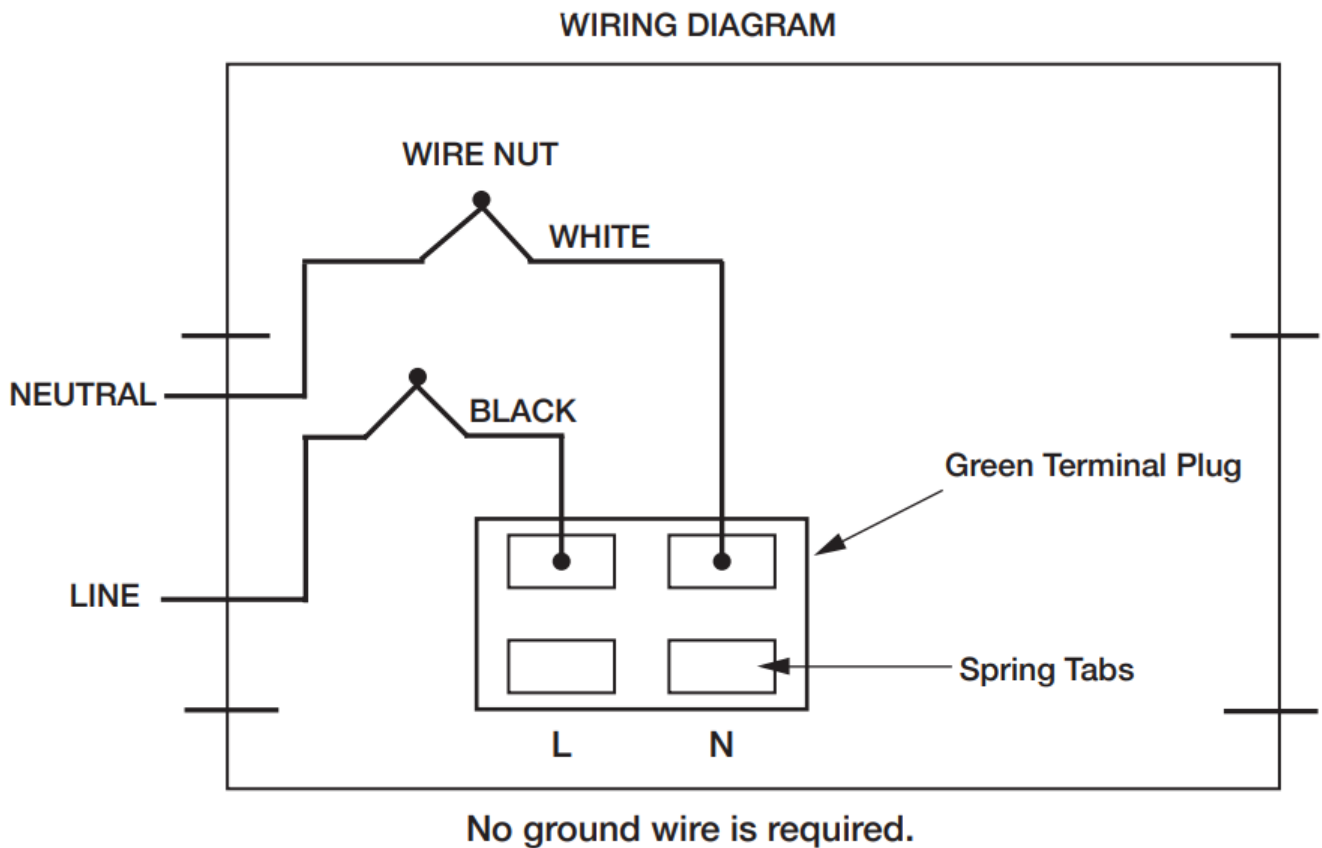 WIRING DIAGRAM
WIRE NUT
WHITE
NEUTRAL
BLACK
Green Terminal Plug
LINE
Spring Tabs
L
N
No ground wire is required.